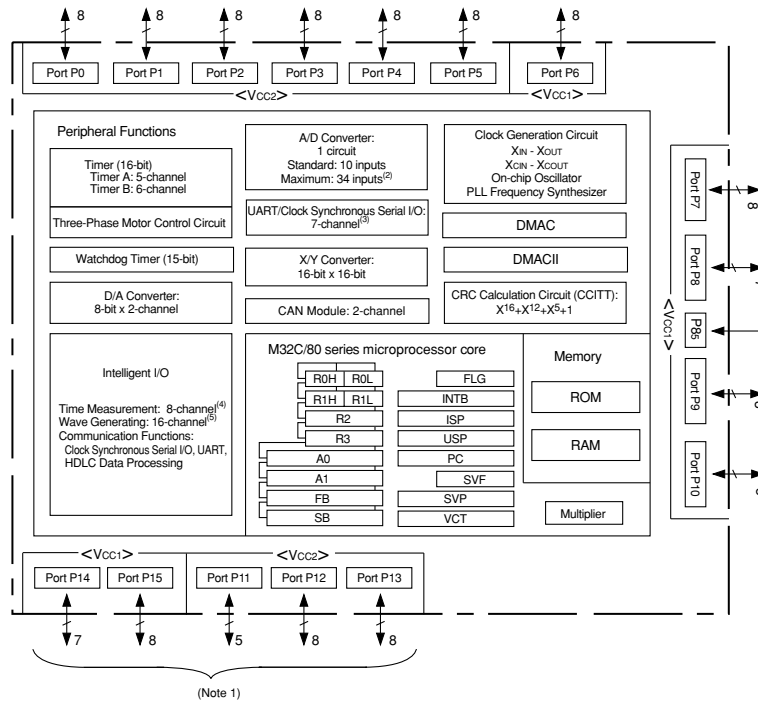 8 8 8 8 8 8 8
Port P0 Port P1 Port P2 Port P3 Port P4 Port P5 Port P6
<VCC2> <VCC1>
Peripheral Functions
Timer (16-bit)
Timer A: 5-channel
Timer B: 6-channel
Three-Phase Motor Control Circuit
Watchdog Timer (15-bit)
D/A Converter:
8-bit x 2-channel
Intelligent I/O
Time Measurement: 8-channel(4)
Wave Generating: 16-channel(5)
Communication Functions:
Clock Synchronous Serial I/O, UART,
HDLC Data Processing
A/D Converter:
1 circuit
Standard: 10 inputs
Maximum: 34 inputs(2)
UART/Clock Synchronous Serial I/O:
7-channel(3)
X/Y Converter:
16-bit x 16-bit
CAN Module: 2-channel
Clock Generation Circuit
XIN - XOUT
XCIN - XCOUT
On-chip Oscillator
PLL Frequency Synthesizer
DMAC
DMACII
CRC Calculation Circuit (CCITT):
X16+X12+X5+1
M32C/80 series microprocessor core
R0H R0L
R1H R1L
R2
R3
A0
A1
FB
SB
FLG
INTB
ISP
USP
PC
SVF
SVP
VCT
Memory
ROM
RAM
Multiplier
<VCC1>
Port P7
8
Port P8
P85
Port P9
Port P10
<VCC1> <VCC2>
Port P14 Port P15 Port P11 Port P12 Port P13
7 8 5 8 8
(Note 1)